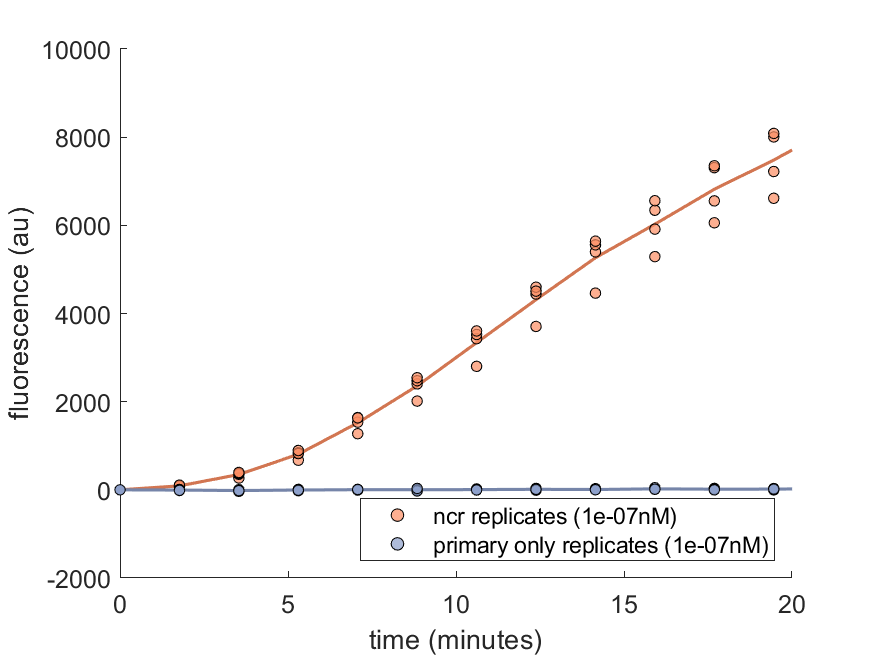 10000
8000
6000
4000
2000
0
-2000
fluorescence (au)
ncr replicates (1e-07nM)
primary only replicates (1e-07nM)
0 5 10 15 20
time (minutes)